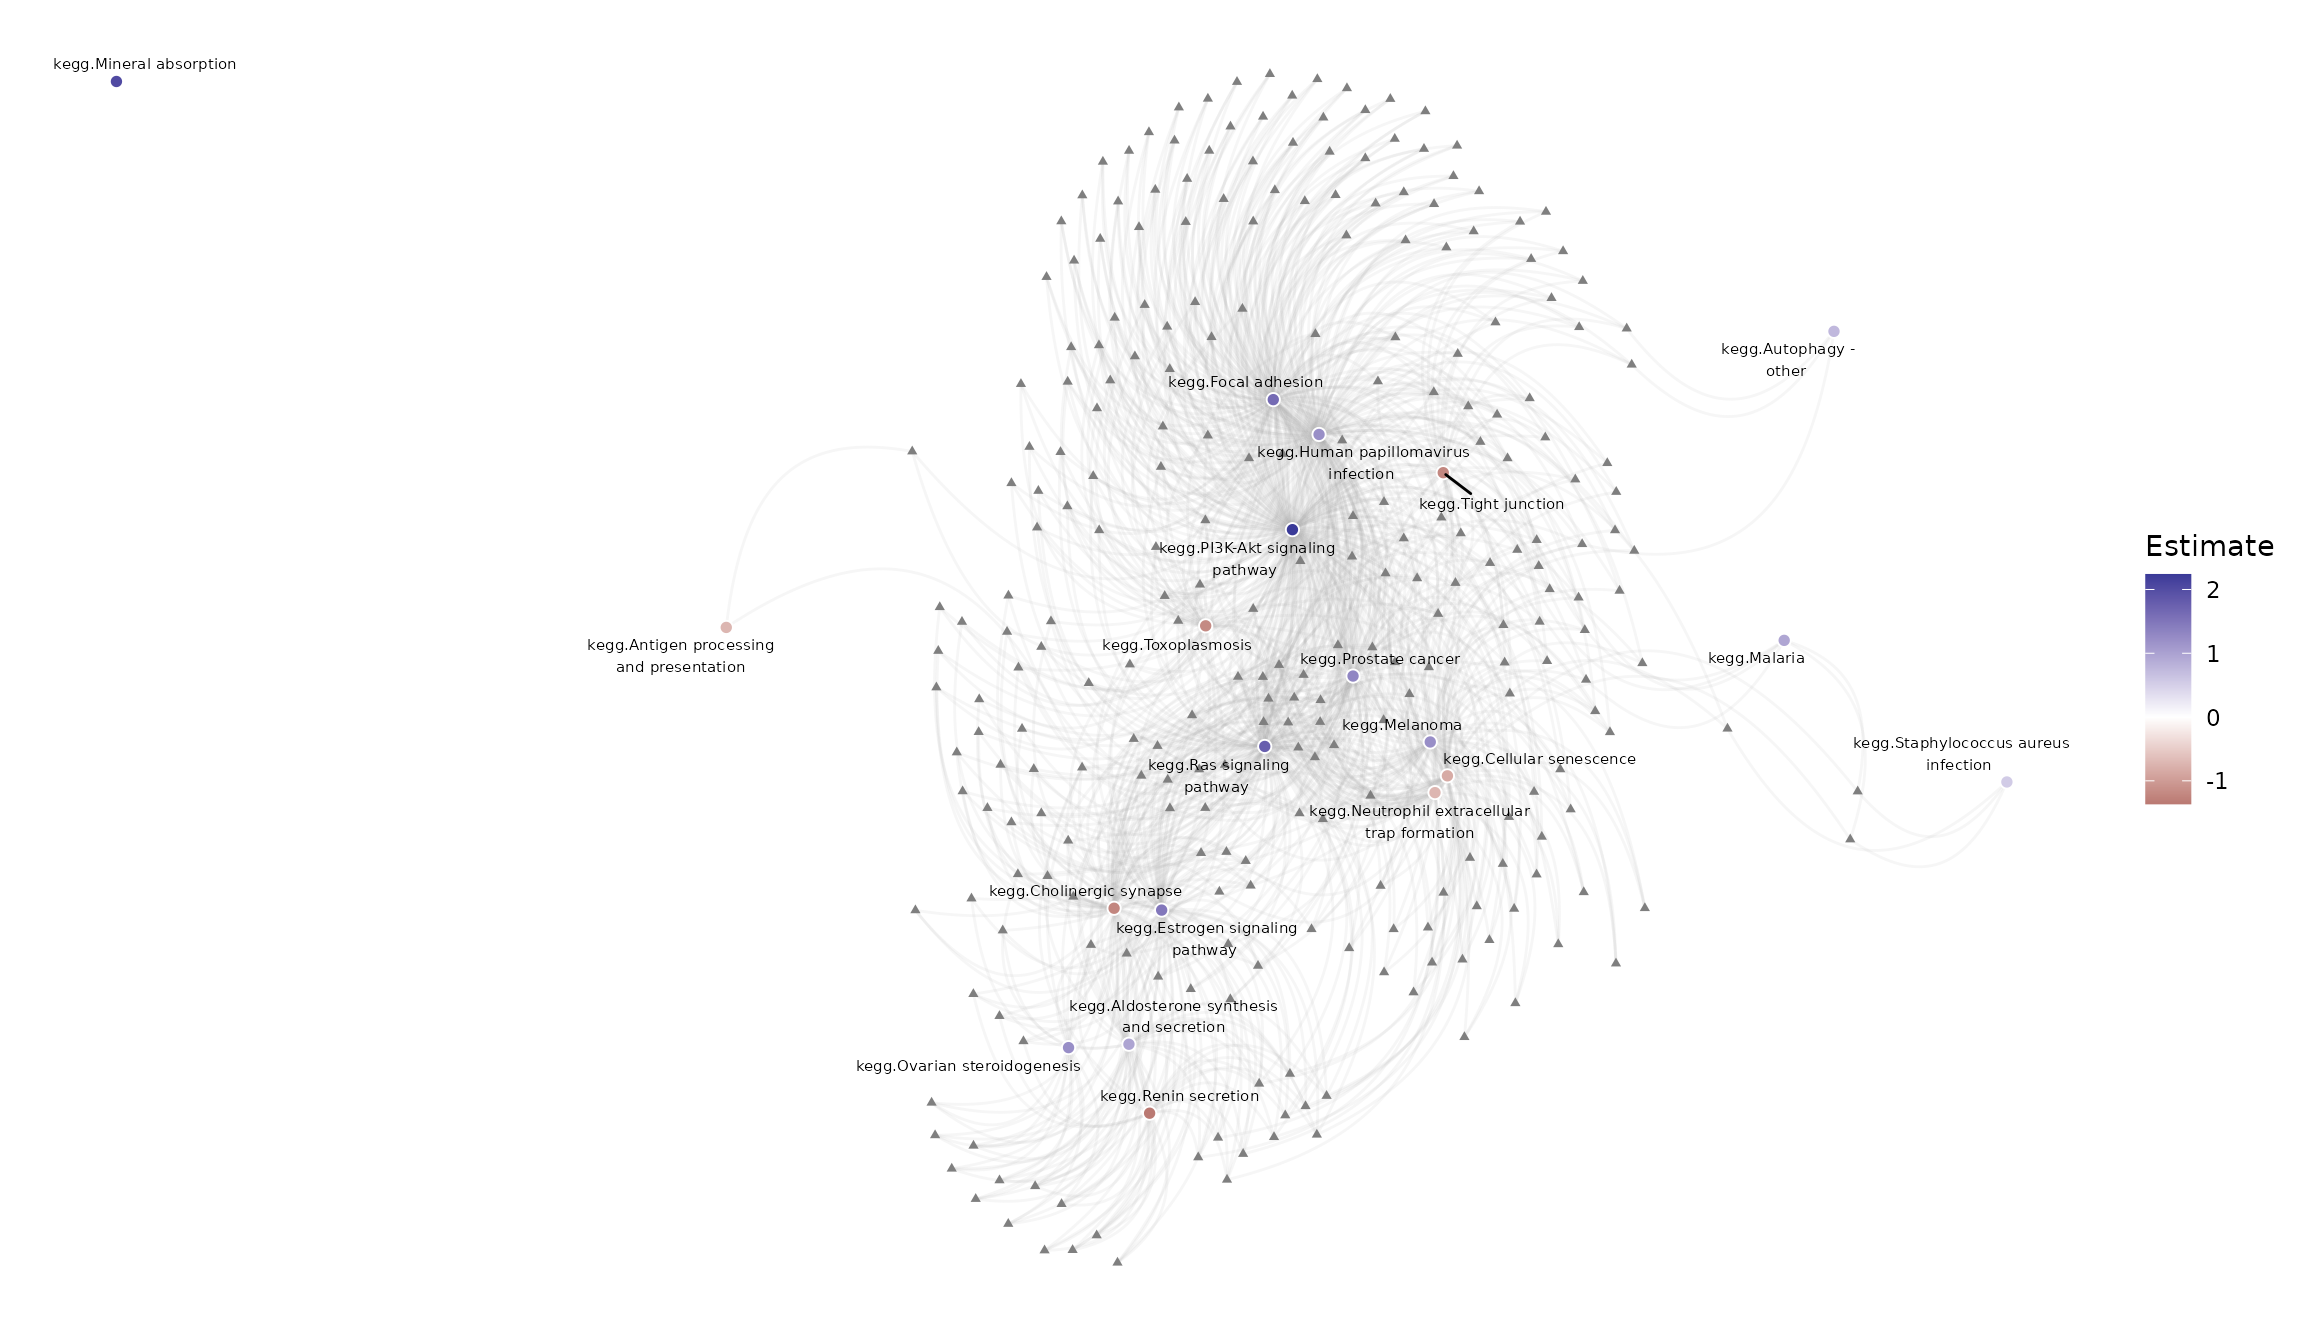 kegg.Mineral absorption
kegg.Autophagy -
other
kegg.Focal adhesion
kegg.Human papillomavirus
infection
kegg.Tight junction
kegg.PI3K-Akt signaling
pathway
kegg.Antigen processing
and presentation
kegg.Toxoplasmosis
kegg.Prostate cancer
kegg.Malaria
kegg.Melanoma
kegg.Staphylococcus aureus
infection
kegg.Cellular senescence
kegg.Ras signaling
pathway
kegg.Neutrophil extracellular
trap formation
kegg.Cholinergic synapse
kegg.Estrogen signaling
pathway
kegg.Aldosterone synthesis
and secretion
kegg.Ovarian steroidogenesis
kegg.Renin secretion
Estimate
2
1
0
-1